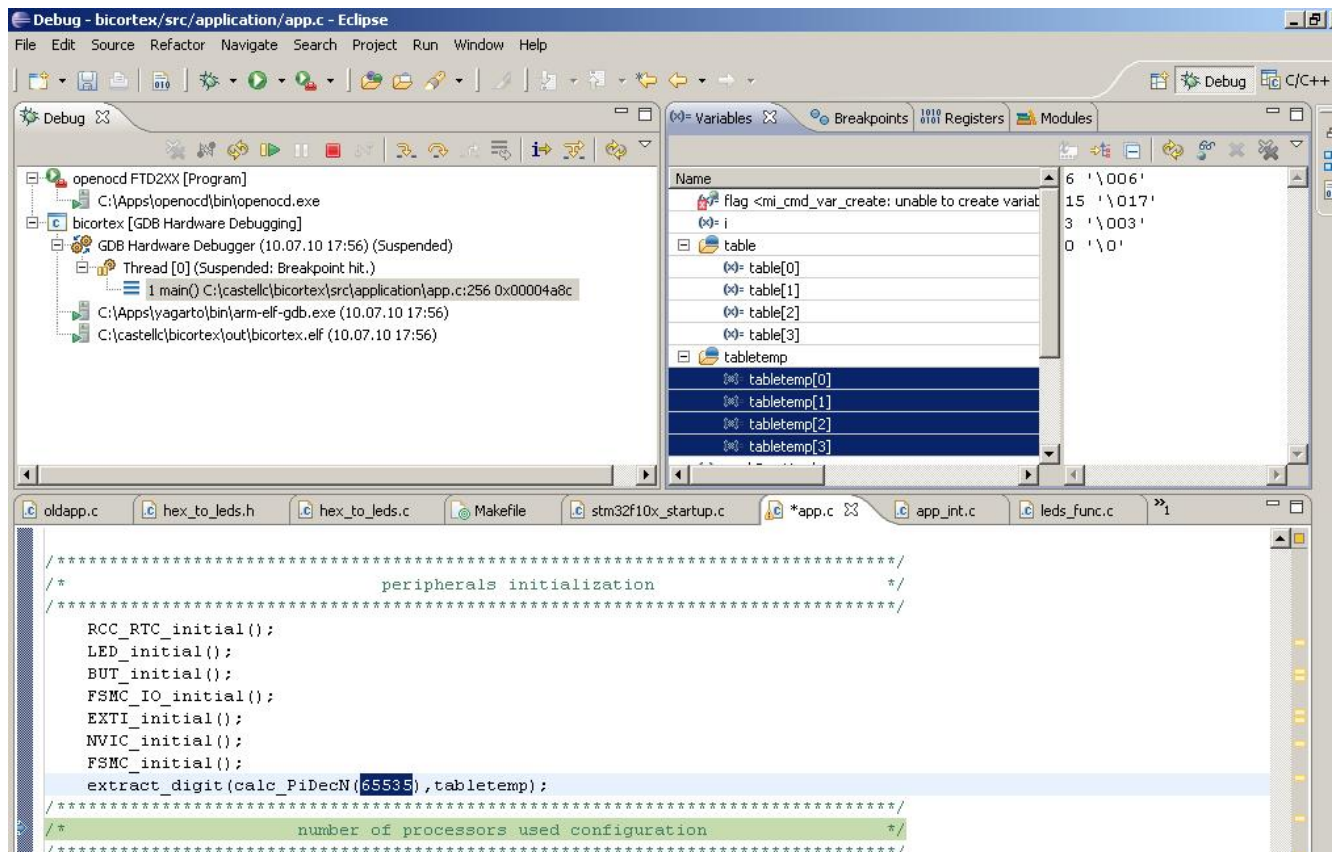 Debug - bicortex/src/application/app.c - Eclipse
File Edit Source Refactor Navigate Search Project Run Window Help
Debug C/C++
Debug
openocd FTD2XX [Program]
C:\Apps\openocd\bin\openocd.exe
bicortex [GDB Hardware Debugging]
GDB Hardware Debugger (10.07.10 17:56) (Suspended)
Thread [0] (Suspended: Breakpoint hit.)
1 main() C:\castellc\bicortex\src\application\app.c:256 0x00004a8c
C:\Apps\yagarto\bin\arm-elf-gdb.exe (10.07.10 17:56)
C:\castellc\bicortex\out\bicortex.elf (10.07.10 17:56)
(x)= Variables Breakpoints 1010 0101 Registers Modules
Name
flag <mi_cmd_var_create: unable to create variab
(x)= i
table
(x)= table[0]
(x)= table[1]
(x)= table[2]
(x)= table[3]
tabletemp
(x)= tabletemp[0]
(x)= tabletemp[1]
(x)= tabletemp[2]
(x)= tabletemp[3]
6 '\006'
15 '\017'
3 '\003'
0 '\0'
oldapp.c hex_to_leds.h hex_to_leds.c Makefile stm32f10x_startup.c *app.c app_int.c leds_func.c »1
/********************************************************************************/
/* peripherals initialization */
/********************************************************************************/
RCC_RTC_initial();
LED_initial();
BUT_initial();
FSMC_IO_initial();
EXTI_initial();
NVIC_initial();
FSMC_initial();
extract_digit(calc_PiDecN(65535),tabletemp);
/********************************************************************************/
/* number of processors used configuration */
/********************************************************************************/